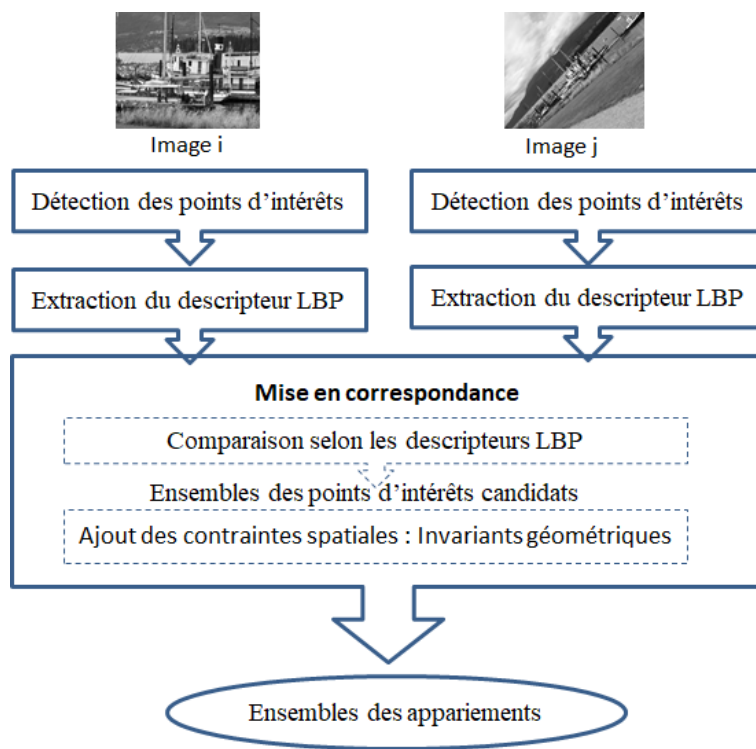 Image i
Image j
Détection des points d'intérêts
Détection des points d'intérêts
Extraction du descripteur LBP
Extraction du descripteur LBP
Mise en correspondance
Comparaison selon les descripteurs LBP
Ensembles des points d'intérêts candidats
Ajout des contraintes spatiales : Invariants géométriques
Ensembles des appariements